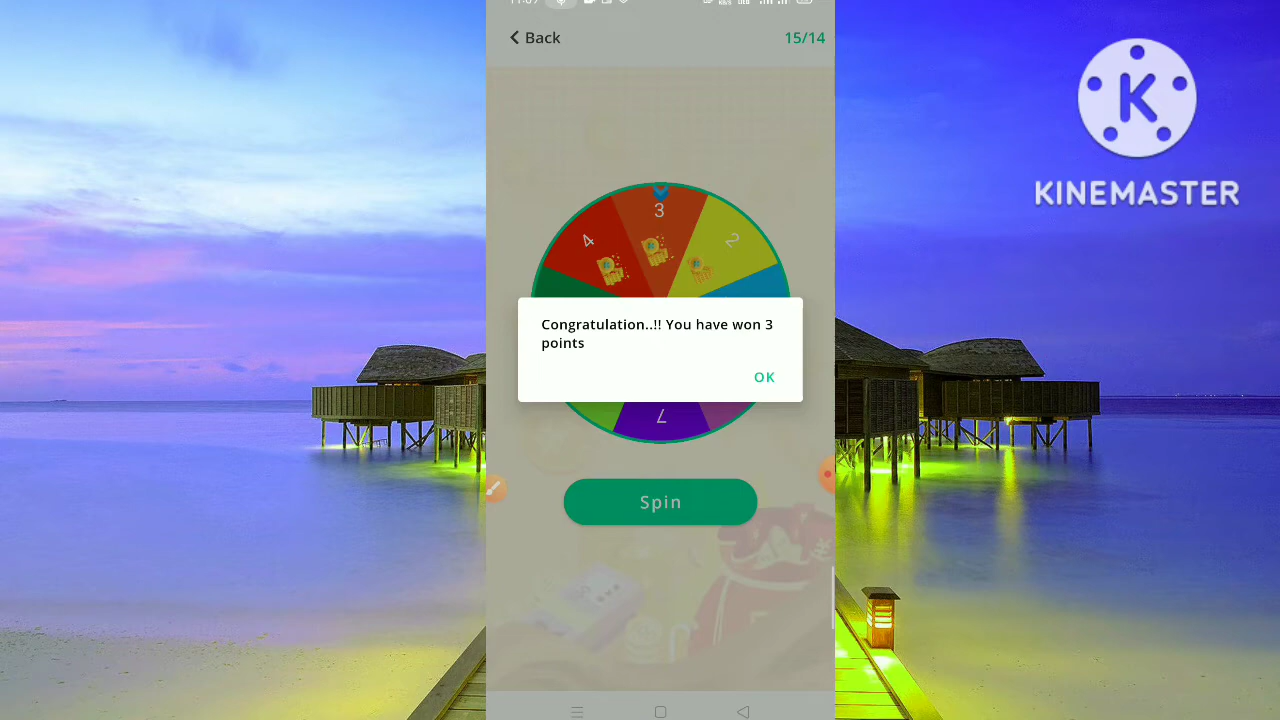 Back
15/14
4
3
2
Congratulation..!! You have won 3
points
OK
7
Spin
K
KINEMASTER